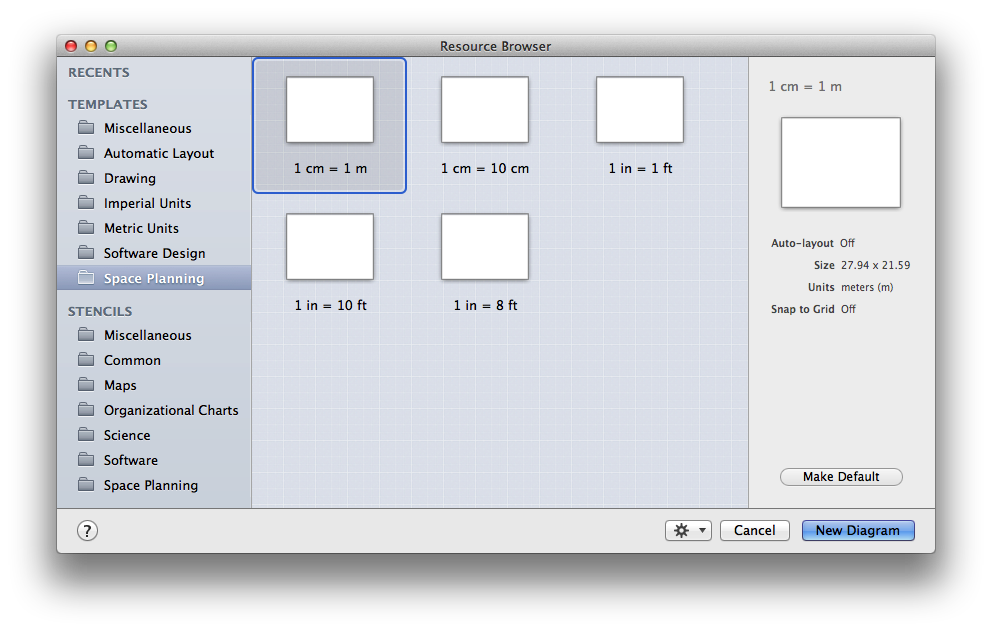 Resource Browser
RECENTS
TEMPLATES
Miscellaneous
Automatic Layout
Drawing
Imperial Units
Metric Units
Software Design
Space Planning
STENCILS
Miscellaneous
Common
Maps
Organizational Charts
Science
Software
Space Planning
1 cm = 1 m
1 cm = 10 cm
1 in = 1 ft
1 in = 10 ft
1 in = 8 ft
1 cm = 1 m
Auto-layout Off
Size 27.94 x 21.59
Units meters (m)
Snap to Grid Off
Make Default
?
Cancel
New Diagram